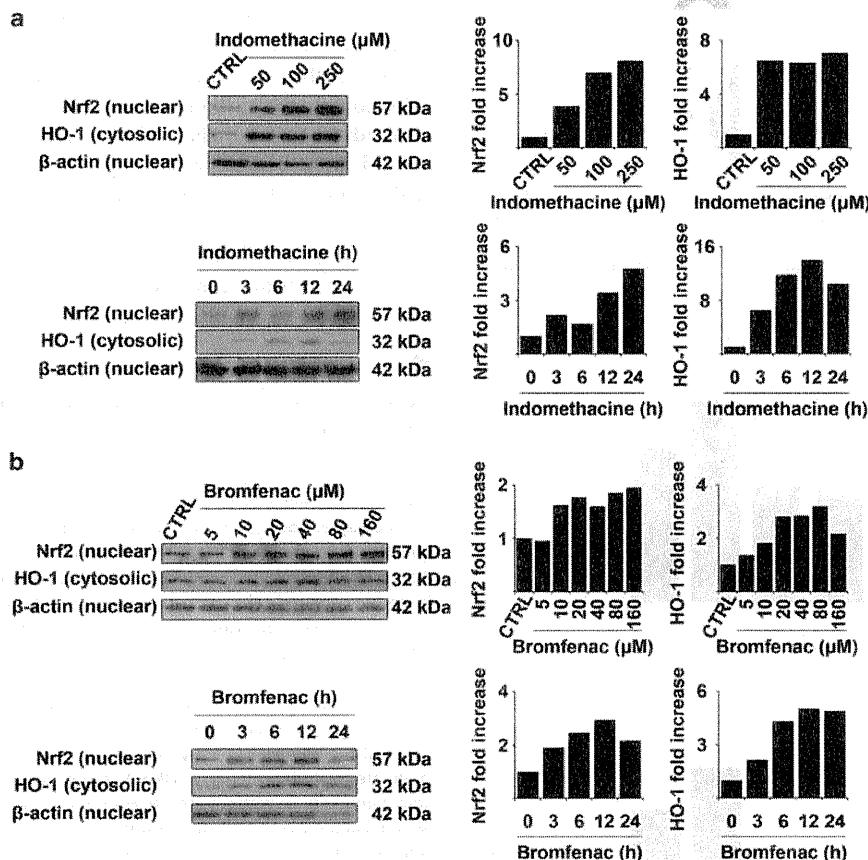 a
Indomethacine (µM)
CTRL 50 100 250
Nrf2 (nuclear) 57 kDa
HO-1 (cytosolic) 32 kDa
β-actin (nuclear) 42 kDa
Nrf2 fold increase
10
5
CTRL 50 100 250
Indomethacine (µM)
HO-1 fold increase
8
4
CTRL 50 100 250
Indomethacine (µM)
Indomethacine (h)
0 3 6 12 24
Nrf2 (nuclear) 57 kDa
HO-1 (cytosolic) 32 kDa
β-actin (nuclear) 42 kDa
Nrf2 fold increase
6
3
0 3 6 12 24
Indomethacine (h)
HO-1 fold increase
16
8
0 3 6 12 24
Indomethacine (h)
b
Bromfenac (µM)
CTRL 5 10 20 40 80 160
Nrf2 (nuclear) 57 kDa
HO-1 (cytosolic) 32 kDa
β-actin (nuclear) 42 kDa
Nrf2 fold increase
2
1
CTRL 5 10 20 40 80 160
Bromfenac (µM)
HO-1 fold increase
4
2
CTRL 5 10 20 40 80 160
Bromfenac (µM)
Bromfenac (h)
0 3 6 12 24
Nrf2 (nuclear) 57 kDa
HO-1 (cytosolic) 32 kDa
β-actin (nuclear) 42 kDa
Nrf2 fold increase
4
2
0 3 6 12 24
Bromfenac (h)
HO-1 fold increase
6
3
0 3 6 12 24
Bromfenac (h)